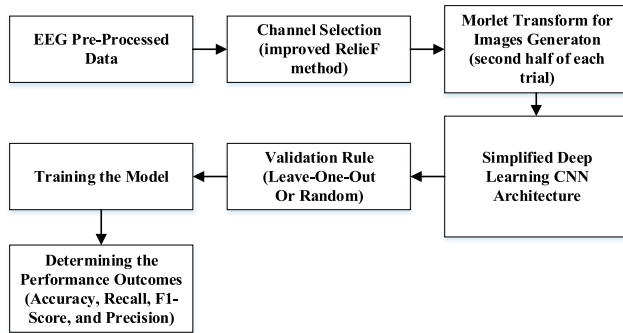 EEG Pre-Processed
Data
Channel Selection
(improved RelieF
method)
Morlet Transform for
Images Generaton
(second half of each
trial)
Simplified Deep
Learning CNN
Architecture
Validation Rule
(Leave-One-Out
Or Random)
Training the Model
Determining the
Performance Outcomes
(Accuracy, Recall, F1-
Score, and Precision)